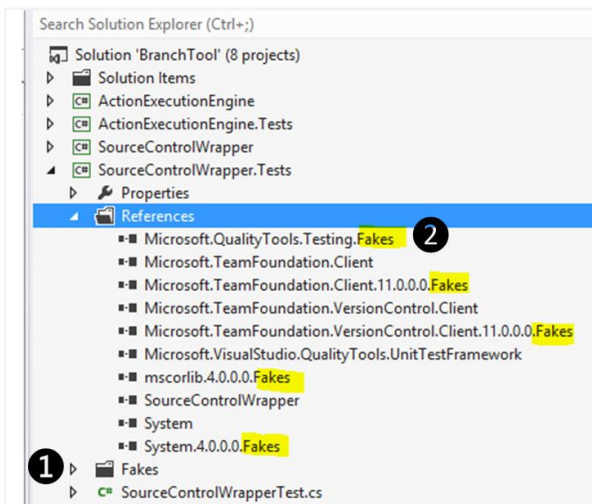 Search Solution Explorer (Ctrl+;)
Solution 'BranchTool' (8 projects)
Solution Items
C# ActionExecutionEngine
C# ActionExecutionEngine.Tests
C# SourceControlWrapper
C# SourceControlWrapper.Tests
Properties
References
Microsoft.QualityTools.Testing.Fakes 2
Microsoft.TeamFoundation.Client
Microsoft.TeamFoundation.Client.11.0.0.0.Fakes
Microsoft.TeamFoundation.VersionControl.Client
Microsoft.TeamFoundation.VersionControl.Client.11.0.0.0.Fakes
Microsoft.VisualStudio.QualityTools.UnitTestFramework
mscorlib.4.0.0.0.Fakes
SourceControlWrapper
System
System.4.0.0.0.Fakes
1 Fakes
C# SourceControlWrapperTest.cs